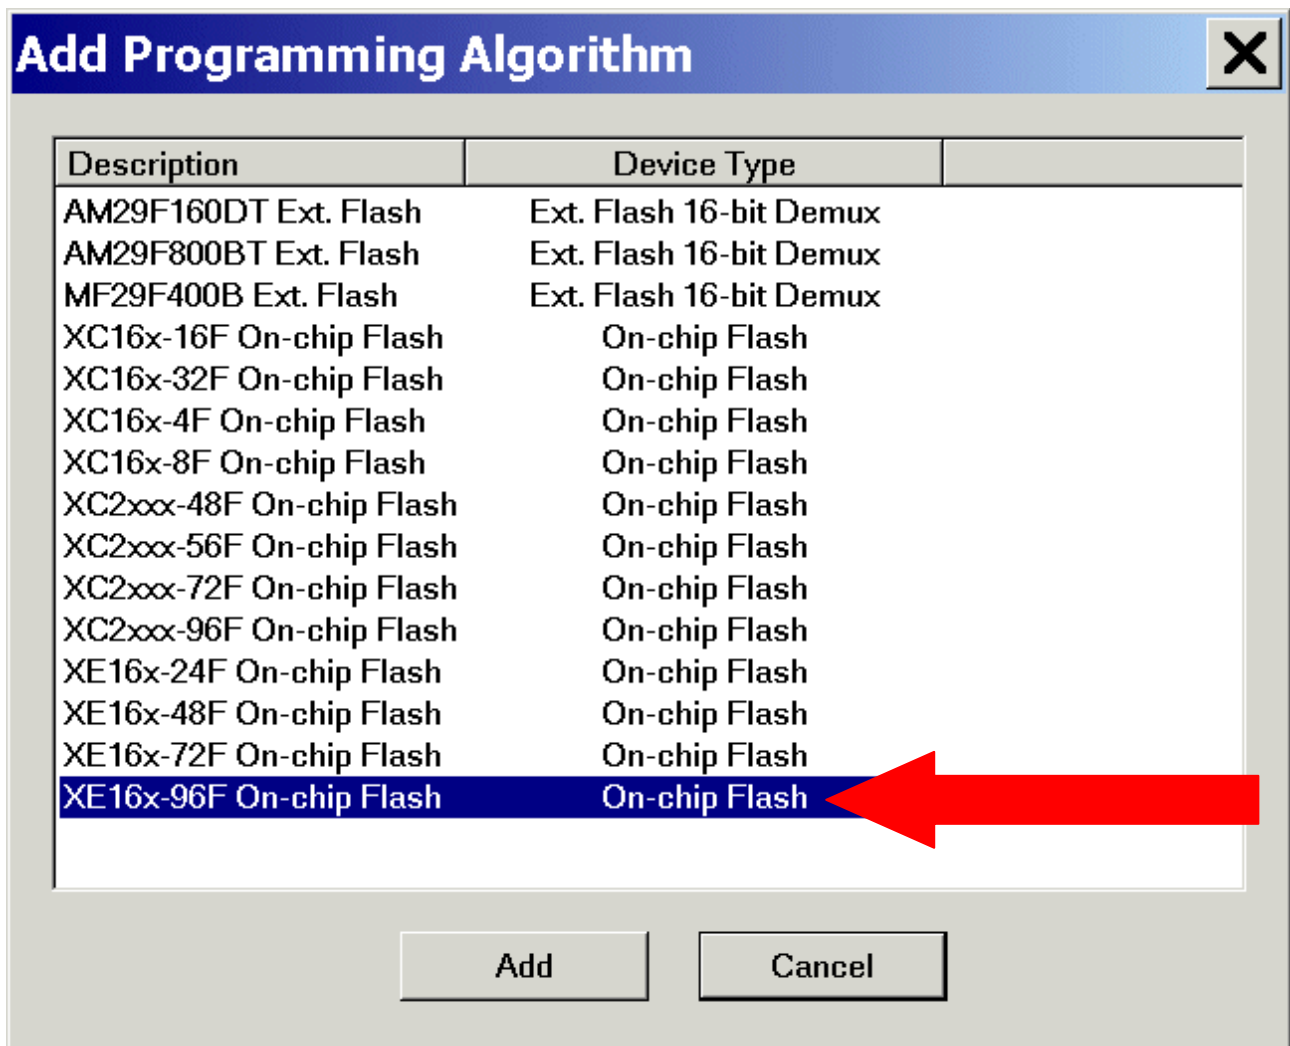 Add Programming Algorithm
Description Device Type
AM29F160DT Ext. Flash Ext. Flash 16-bit Demux
AM29F800BT Ext. Flash Ext. Flash 16-bit Demux
MF29F400B Ext. Flash Ext. Flash 16-bit Demux
XC16x-16F On-chip Flash On-chip Flash
XC16x-32F On-chip Flash On-chip Flash
XC16x-4F On-chip Flash On-chip Flash
XC16x-8F On-chip Flash On-chip Flash
XC2xxx-48F On-chip Flash On-chip Flash
XC2xxx-56F On-chip Flash On-chip Flash
XC2xxx-72F On-chip Flash On-chip Flash
XC2xxx-96F On-chip Flash On-chip Flash
XE16x-24F On-chip Flash On-chip Flash
XE16x-48F On-chip Flash On-chip Flash
XE16x-72F On-chip Flash On-chip Flash
XE16x-96F On-chip Flash On-chip Flash
Add Cancel